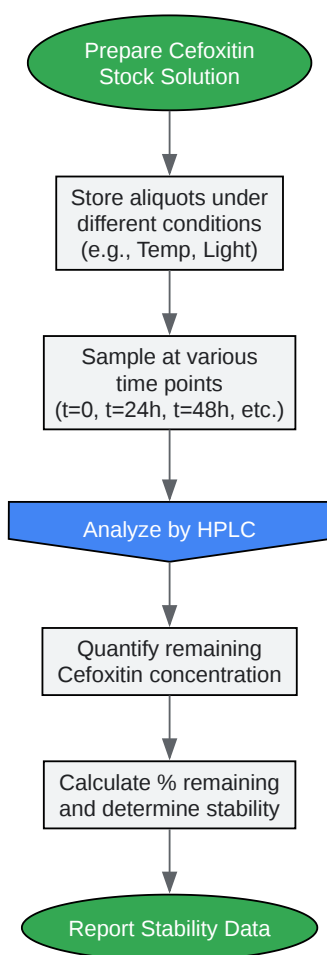 Prepare Cefoxitin
Stock Solution
Store aliquots under
different conditions
(e.g., Temp, Light)
Sample at various
time points
(t=0, t=24h, t=48h, etc.)
Analyze by HPLC
Quantify remaining
Cefoxitin concentration
Calculate % remaining
and determine stability
Report Stability Data